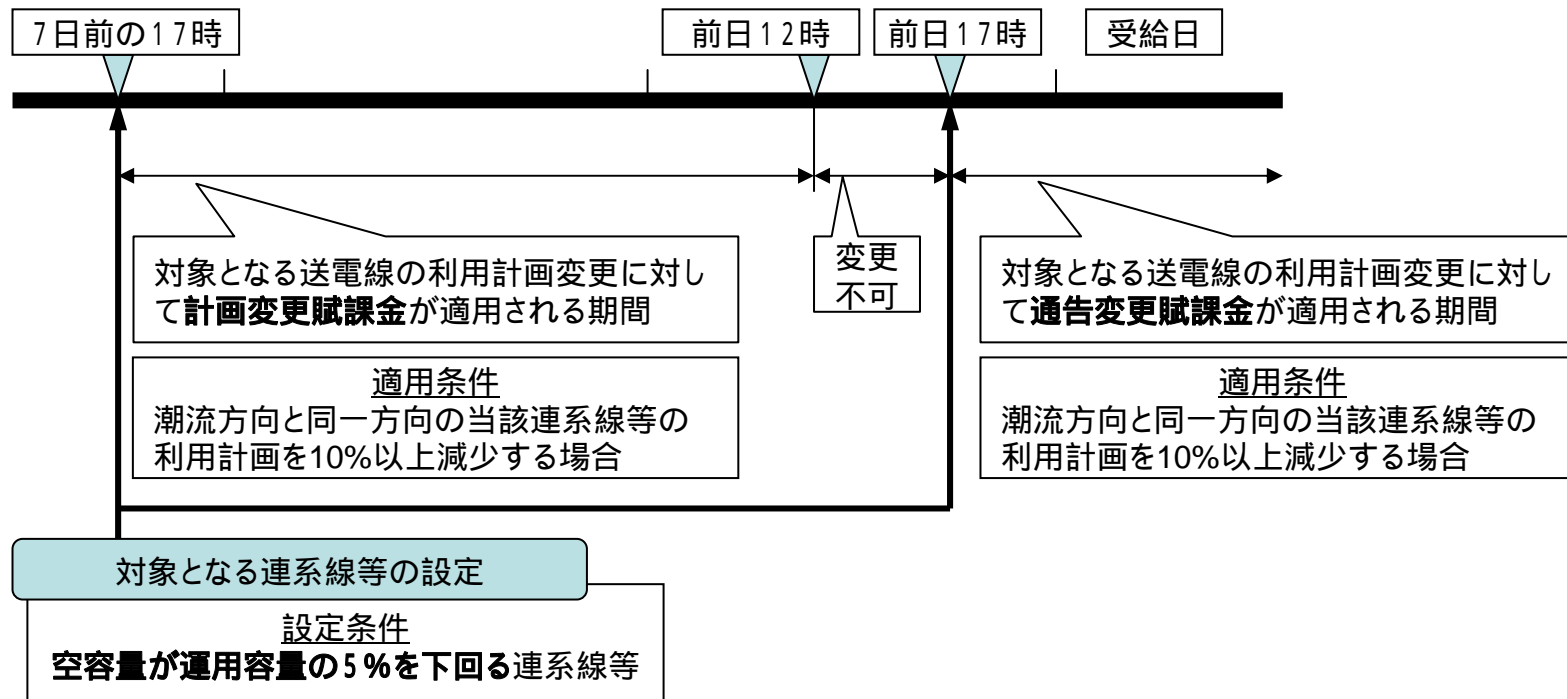 7日前の17時
前日12時
前日17時
受給日
対象となる送電線の利用計画変更に対し
て計画変更賦課金が適用される期間
変更
不可
対象となる送電線の利用計画変更に対し
て通告変更賦課金が適用される期間
適用条件
潮流方向と同一方向の当該連系線等の
利用計画を10%以上減少する場合
適用条件
潮流方向と同一方向の当該連系線等の
利用計画を10%以上減少する場合
対象となる連系線等の設定
設定条件
空容量が運用容量の5%を下回る連系線等